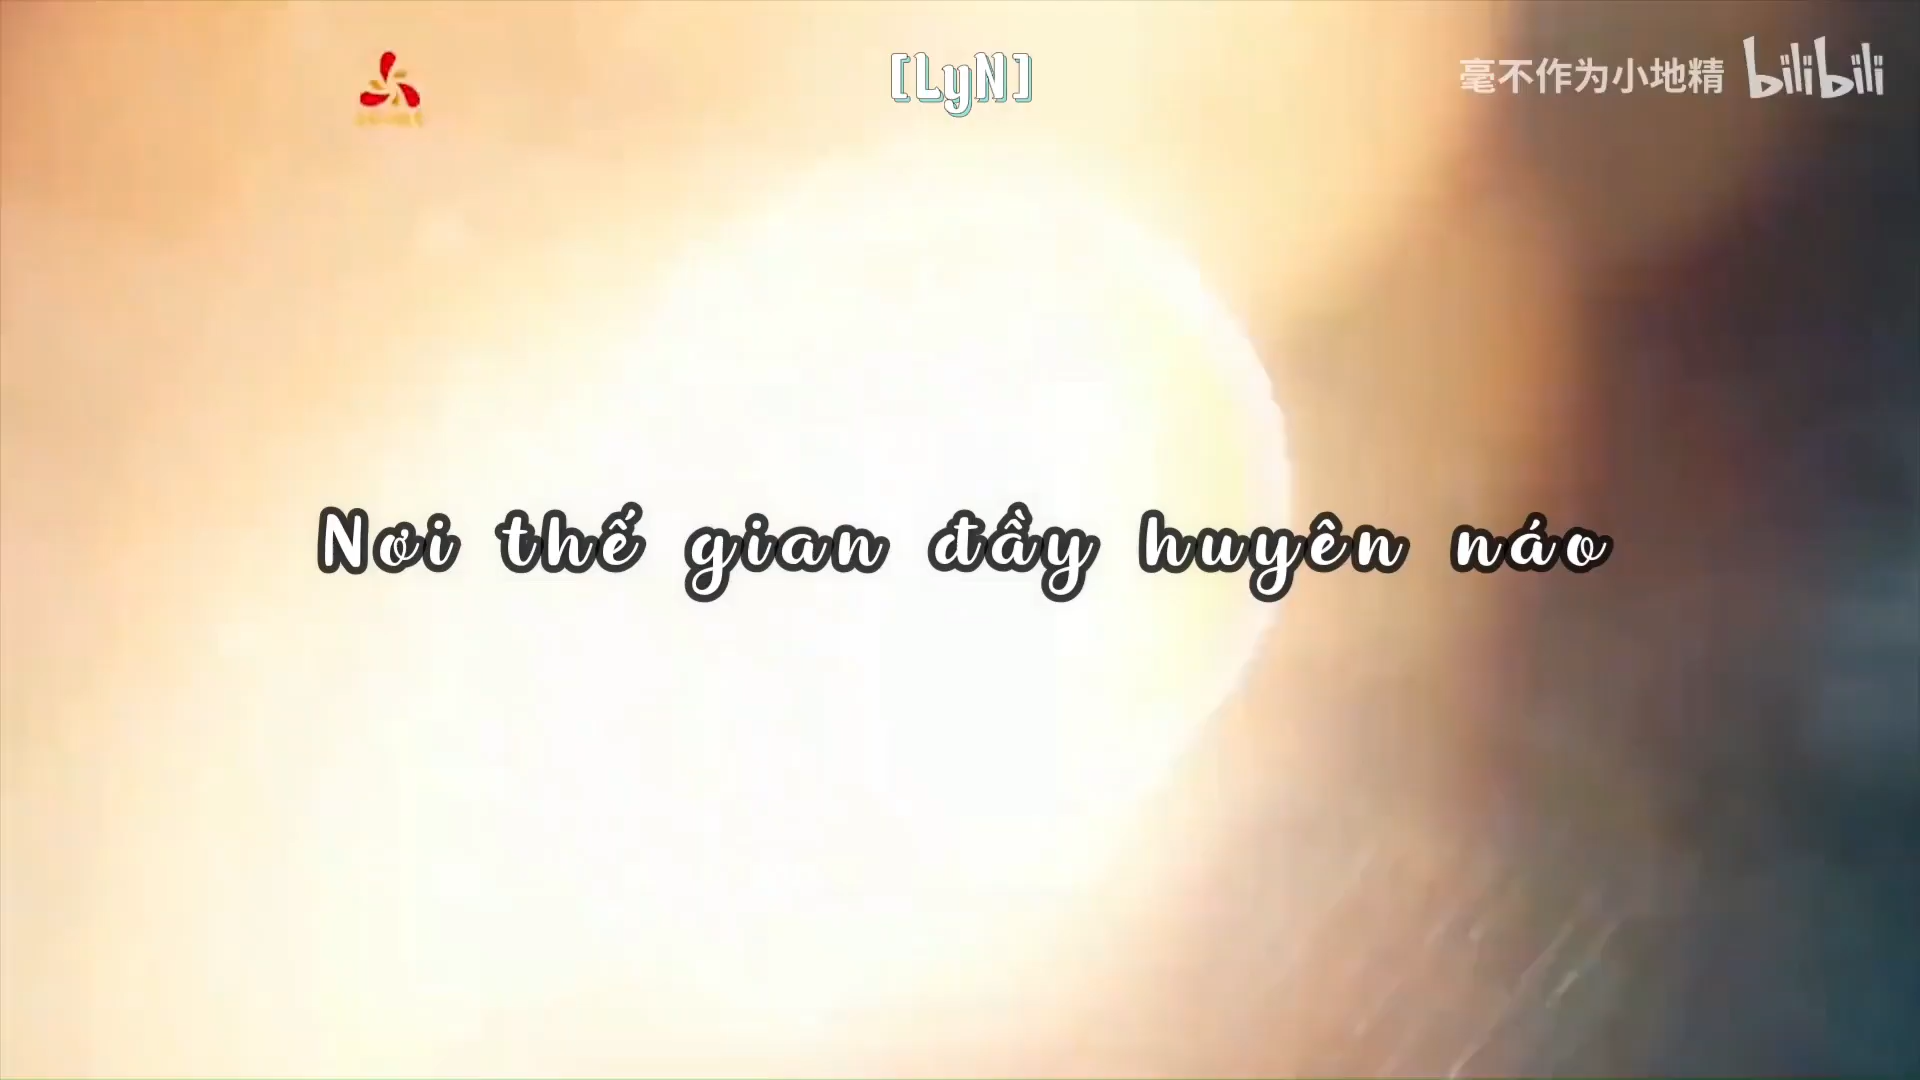 [LyN]
毫不作为小地精 bilibili
Nơi thế gian đầy huyên náo